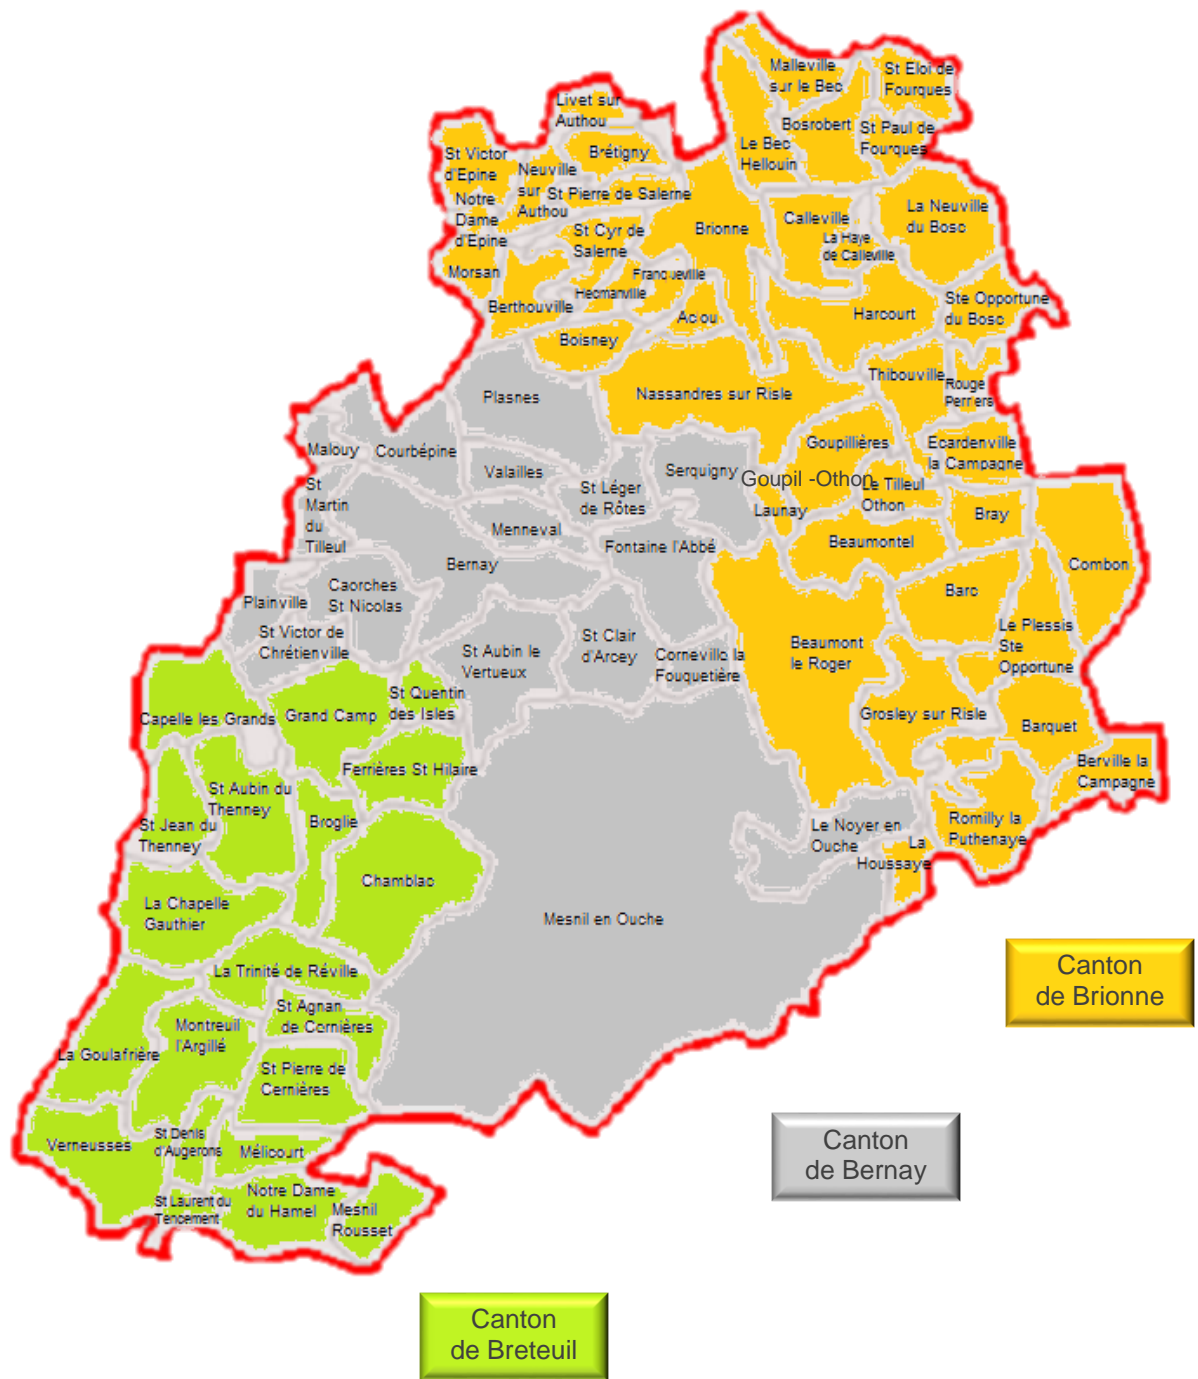 Malleville
sur le Bec
St Eloi de
Fourques
Livet sur
Authou
Bosrobert
St Paul de
Fourques
Le Bec
Hellouin
Brétigny
St Victor
d'Epine
Neuville
sur
Authou
St Pierre de Salerne
Notre
Dame
d'Epine
La Neuville
du Bosc
Calleville
La Haye
de Calleville
Brionne
St Cyr de
Salerne
Morsan
Franqueville
Hecmanville
Berthouville
Aclou
Harcourt
Ste Opportune
du Bosc
Boisney
Thibouville
Rouge
Perriers
Nassandres sur Risle
Plasnes
Goupillières
Ecardenville
la Campagne
Malouy
Courbépine
Valailles
Serquigny
Goupil -Othon
Le Tilleul
Othon
St
Martin
du
Tilleul
St Léger
de Rôtes
Launay
Bray
Menneval
Fontaine l'Abbé
Beaumontel
Bernay
Combon
Caorches
St Nicolas
Barc
Plainville
St Victor de
Chrétienville
St Aubin le
Vertueux
St Clair
d'Arcey
Corneville la
Fouquetière
Beaumont
le Roger
Le Plessis
Ste
Opportune
St Quentin
des Isles
Capelle les Grands
Grand Camp
Grosley sur Risle
Barquet
Ferrières St Hilaire
Berville la
Campagne
St Aubin du
Thenney
Broglie
St Jean du
Thenney
Le Noyer en
Ouche
Romilly la
Puthenaye
La
Houssaye
Chamblac
La Chapelle
Gauthier
Mesnil en Ouche
La Trinité de Réville
Canton
de Brionne
St Agnan
de Cernières
Montreuil
l'Argillé
La Goulafrière
St Pierre de
Cernières
Verneusses
St Denis
d'Augerons
Mélicourt
Canton
de Bernay
Notre Dame
du Hamel
St Laurent du
Tencement
Mesnil
Rousset
Canton
de Breteuil